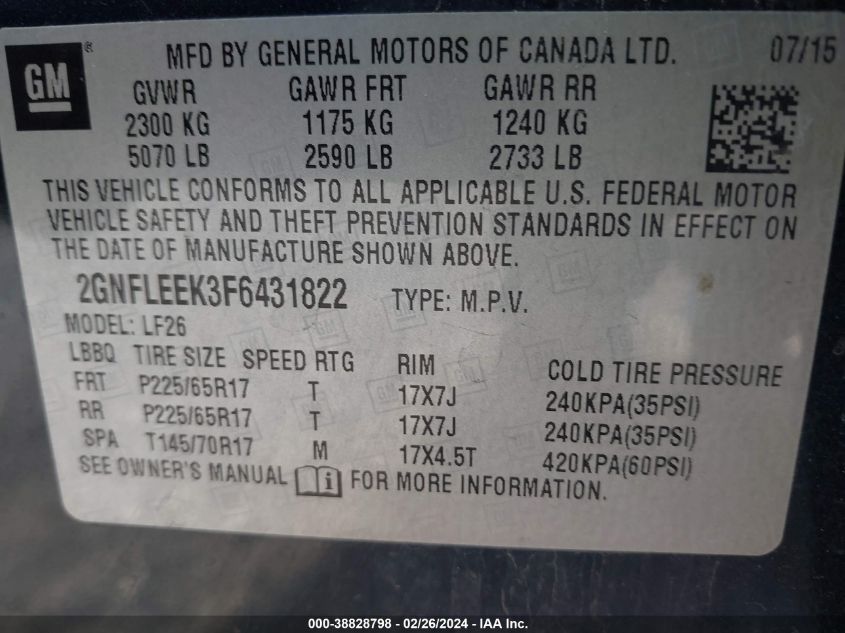 GM ®
MFD BY GENERAL MOTORS OF CANADA LTD. 07/15
GVWR GAWR FRT GAWR RR
2300 KG 1175 KG 1240 KG
5070 LB 2590 LB 2733 LB
THIS VEHICLE CONFORMS TO ALL APPLICABLE U.S. FEDERAL MOTOR
VEHICLE SAFETY AND THEFT PREVENTION STANDARDS IN EFFECT ON
THE DATE OF MANUFACTURE SHOWN ABOVE.
2GNFLEEK3F6431822 TYPE: M.P.V.
MODEL: LF26
LBBQ TIRE SIZE SPEED RTG RIM COLD TIRE PRESSURE
FRT P225/65R17 T 17X7J 240KPA(35PSI)
RR P225/65R17 T 17X7J 240KPA(35PSI)
SPA T145/70R17 M 17X4.5T 420KPA(60PSI)
SEE OWNER'S MANUAL i FOR MORE INFORMATION.
000-38828798 - 02/26/2024 - IAA Inc.